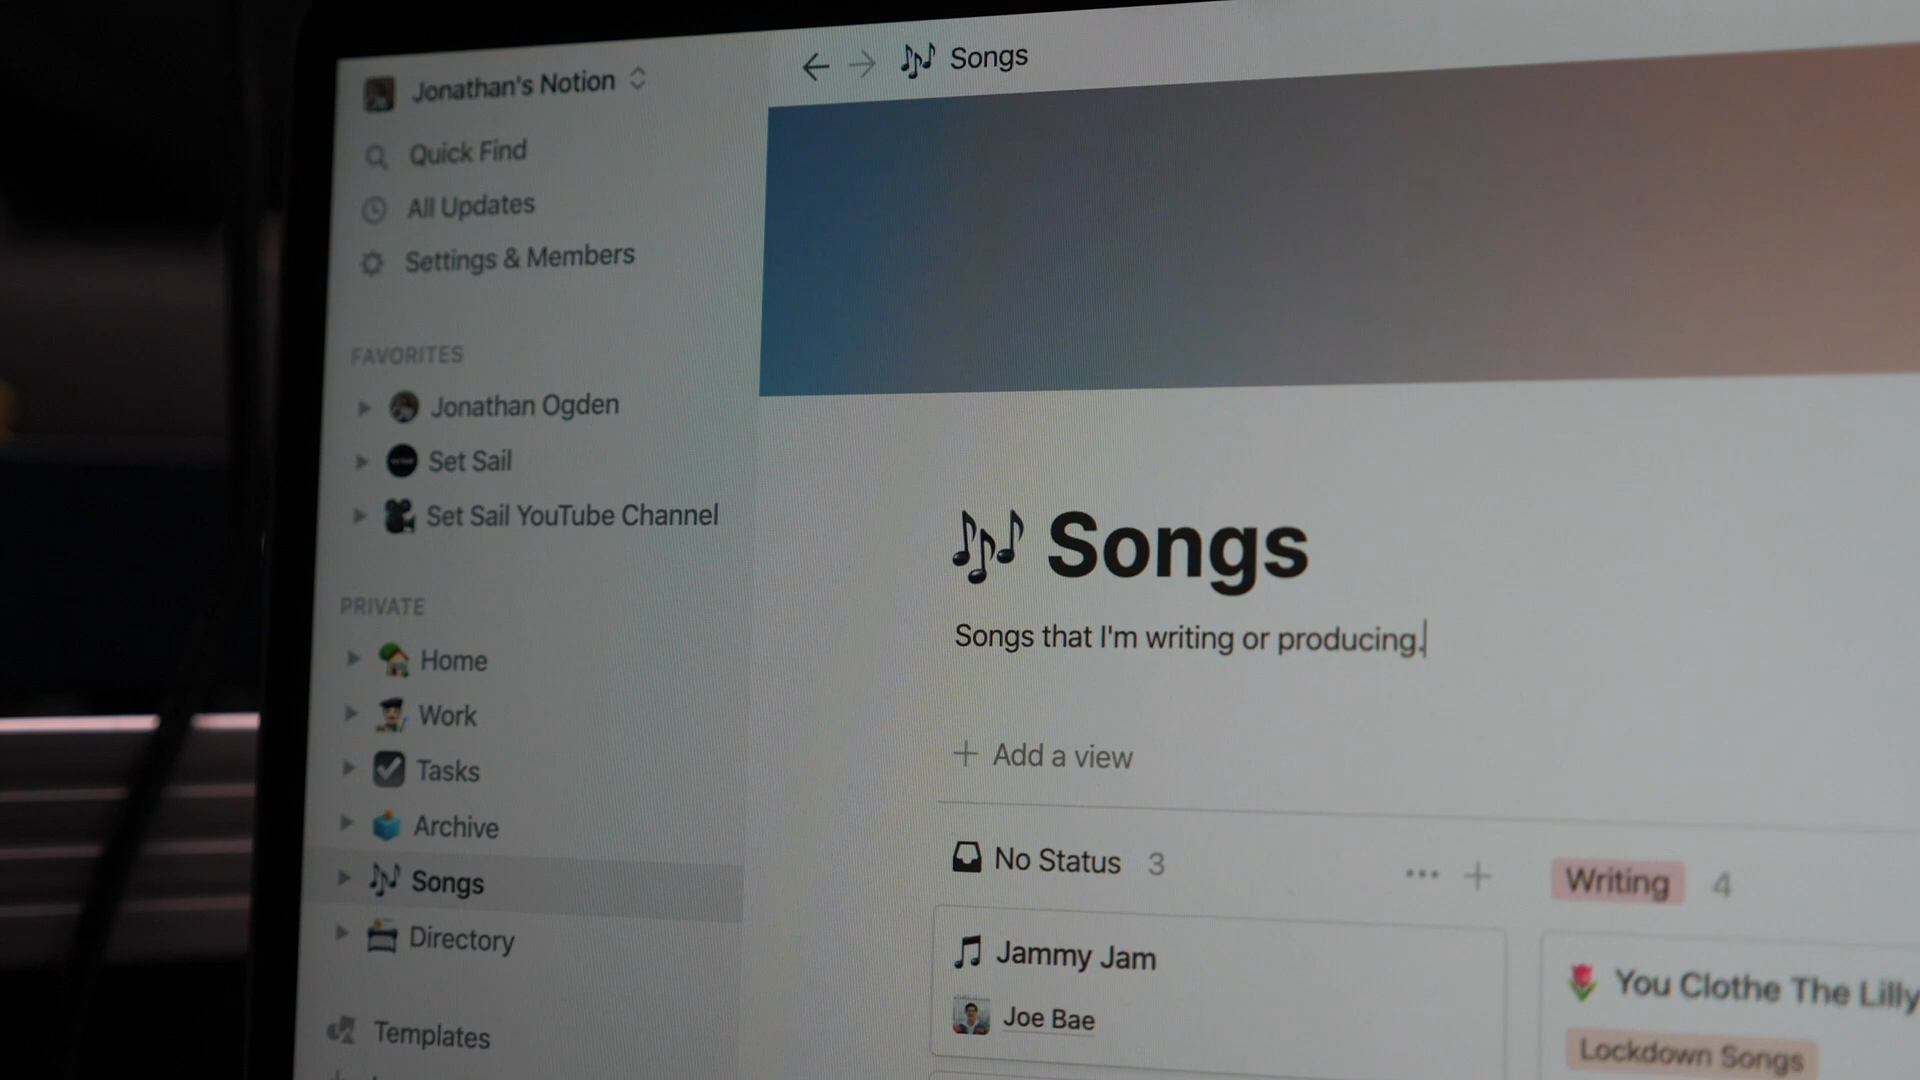 Jonathan's Notion
Quick Find
All Updates
Settings & Members
FAVORITES
Jonathan Ogden
Set Sail
Set Sail YouTube Channel
PRIVATE
Home
Work
Tasks
Archive
Songs
Directory
Templates
Songs
Songs
Songs that I'm writing or producing.
Add a view
No Status 3
Jammy Jam
Joe Bae
Writing 4
You Clothe The Lilly
Lockdown Songs